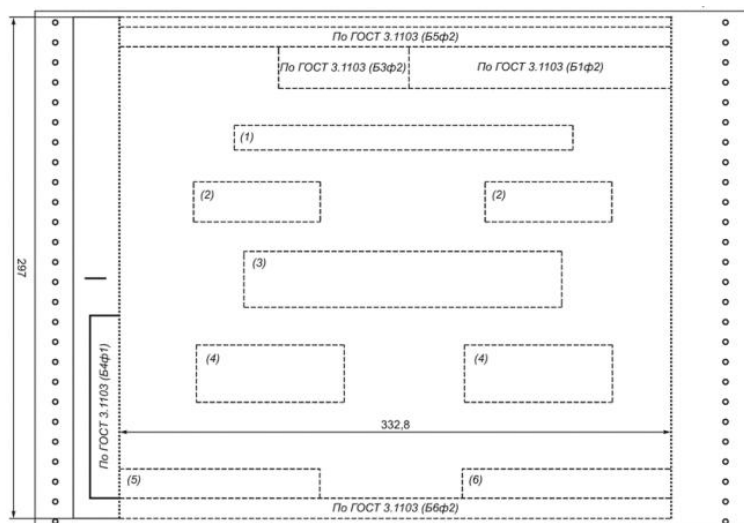 По ГОСТ 3.1103 (Б5ф2)
По ГОСТ 3.1103 (Б3ф2)
По ГОСТ 3.1103 (Б1ф2)
(1)
(2)
(2)
(3)
297
(4)
(4)
По ГОСТ 3.1103 (Б4ф1)
332,8
(5)
(6)
По ГОСТ 3.1103 (Б6ф2)